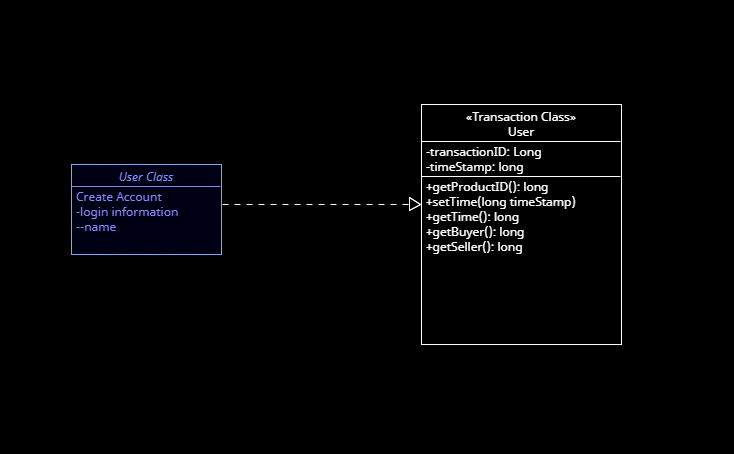 User Class
Create Account
-login information
--name
«Transaction Class»
User
-transactionID: Long
-timeStamp: long
+getProductID(): long
+setTime(long timeStamp)
+getTime(): long
+getBuyer(): long
+getSeller(): long